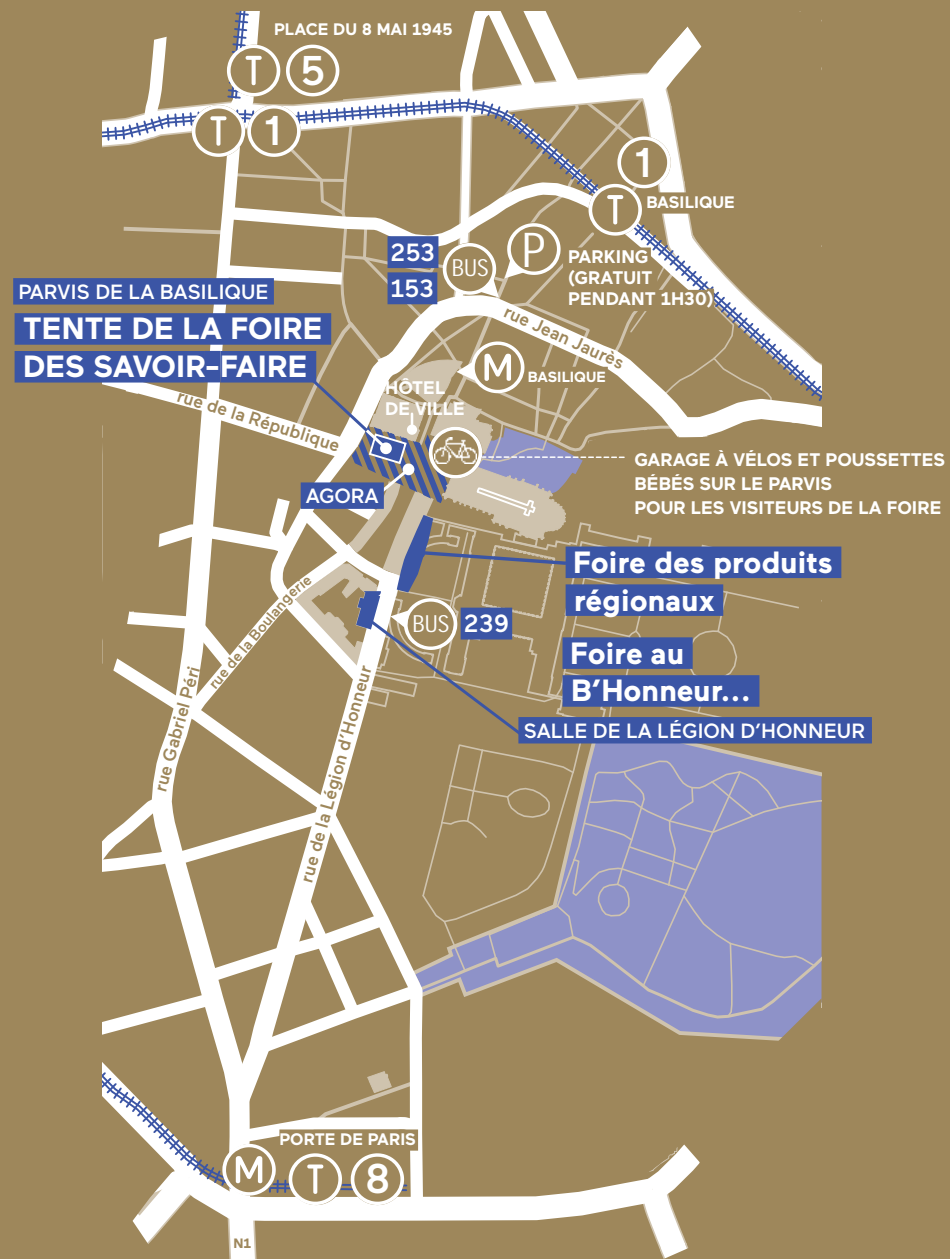 PLACE DU 8 MAI 1945
T 5
T 1
1
T BASILIQUE
253
153
BUS
P
PARKING
(GRATUIT
PENDANT 1H30)
PARVIS DE LA BASILIQUE
TENTE DE LA FOIRE
DES SAVOIR-FAIRE
rue Jean Jaurès
M BASILIQUE
HÔTEL
DE VILLE
rue de la République
GARAGE À VÉLOS ET POUSSETTES
BÉBÉS SUR LE PARVIS
POUR LES VISITEURS DE LA FOIRE
AGORA
Foire des produits
régionaux
BUS 239
Foire au
B'Honneur...
SALLE DE LA LÉGION D'HONNEUR
rue de la Boulangerie
rue Gabriel Péri
rue de la Légion d'Honneur
PORTE DE PARIS
M T 8
N1